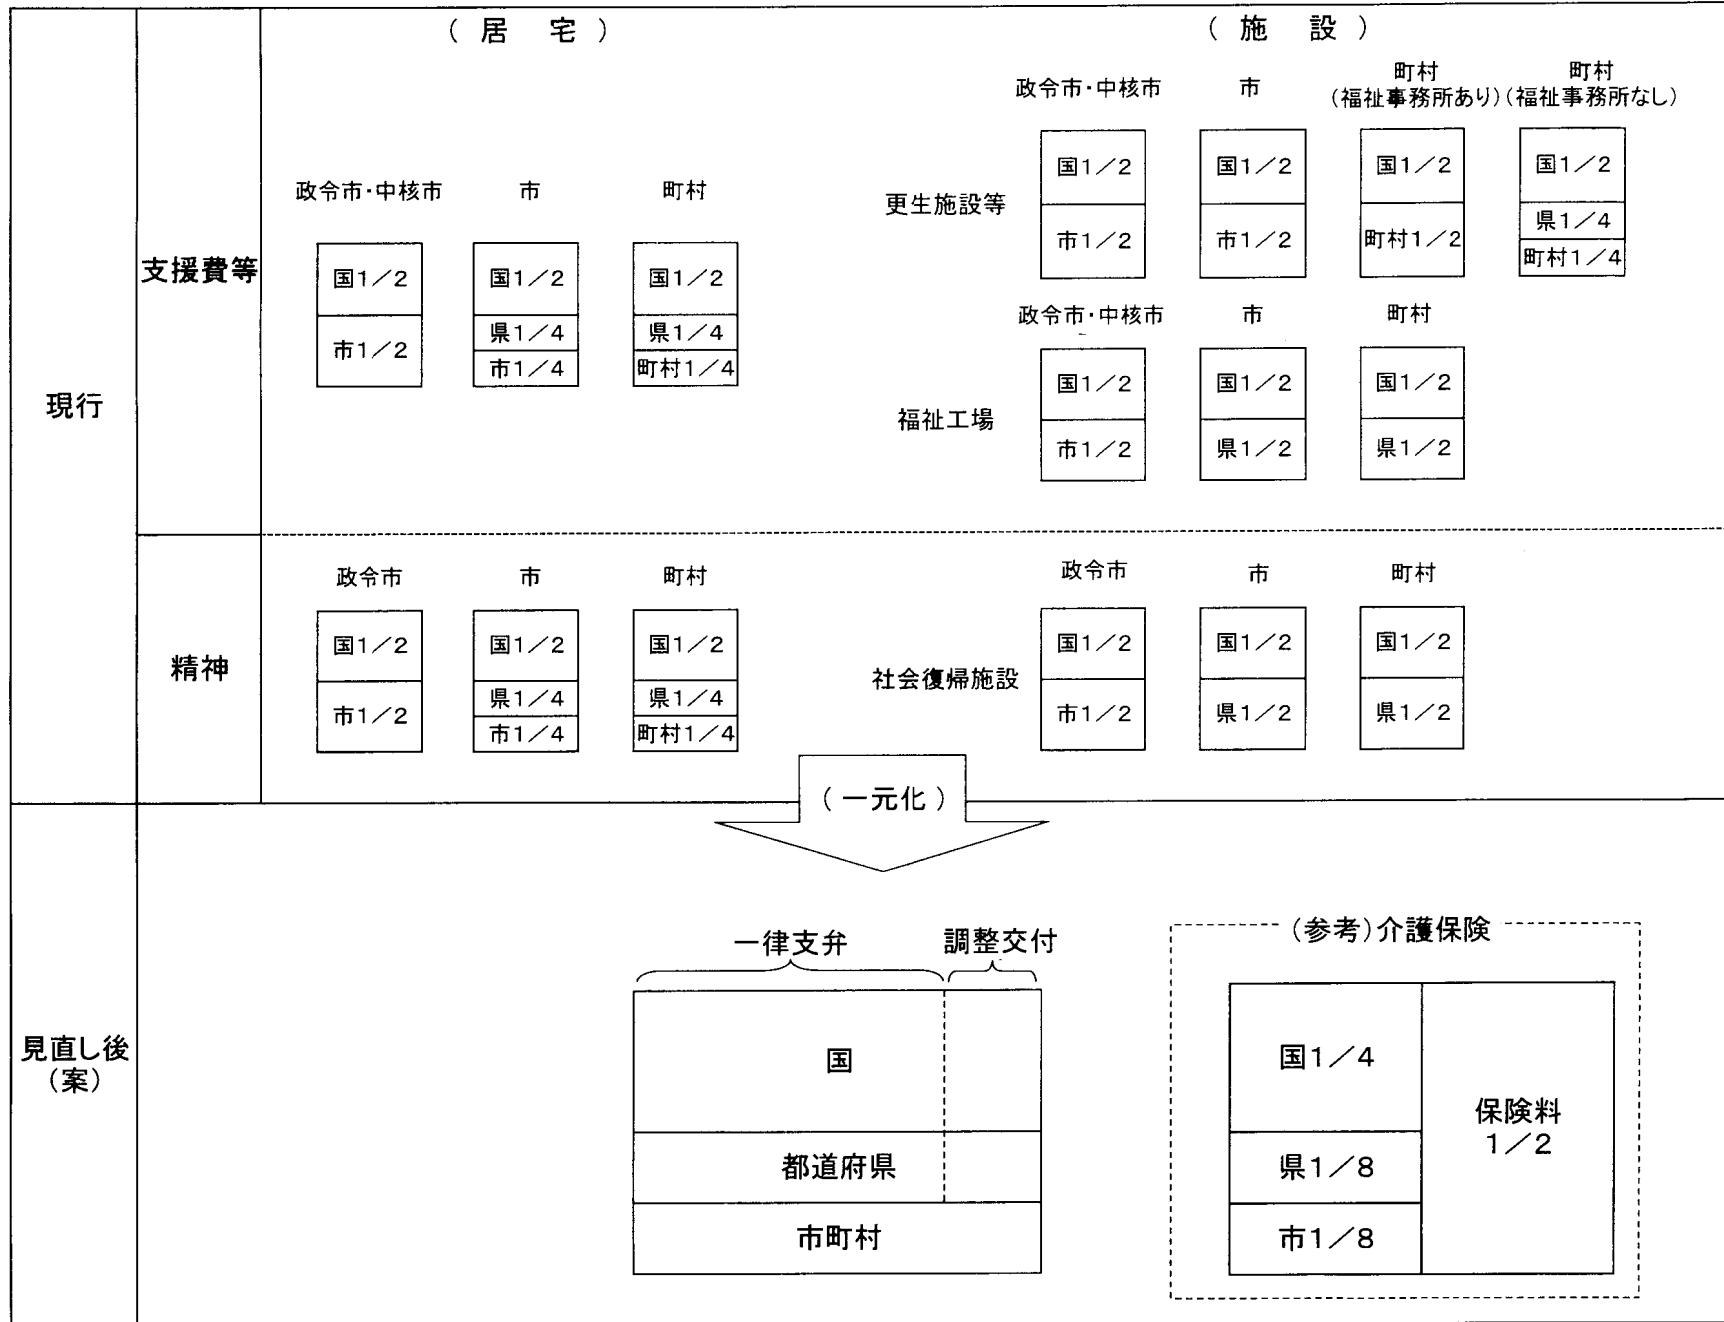 （ 居　宅 ）
（ 施　設 ）
現行
支援費等
政令市・中核市
市
町村
国1／2
市1／2
国1／2
県1／4
市1／4
国1／2
県1／4
町村1／4
政令市・中核市
市
町村
（福祉事務所あり）
町村
（福祉事務所なし）
更生施設等
国1／2
市1／2
国1／2
市1／2
国1／2
町村1／2
国1／2
県1／4
町村1／4
政令市・中核市
市
町村
福祉工場
国1／2
市1／2
国1／2
県1／2
国1／2
県1／2
精神
政令市
市
町村
国1／2
市1／2
国1／2
県1／4
市1／4
国1／2
県1／4
町村1／4
政令市
市
町村
社会復帰施設
国1／2
市1／2
国1／2
県1／2
国1／2
県1／2
（一元化）
見直し後
（案）
一律支弁
調整交付
国
都道府県
市町村
（参考）介護保険
国1／4
県1／8
市1／8
保険料
1／2